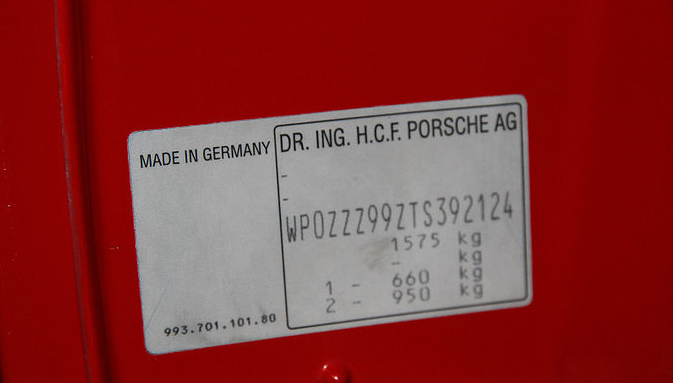 MADE IN GERMANY
DR. ING. H.C.F. PORSCHE AG
-
-
WP0ZZZ99ZTS392124
1575 kg
- kg
1 - 660 kg
2 - 950 kg
993.701.101.80